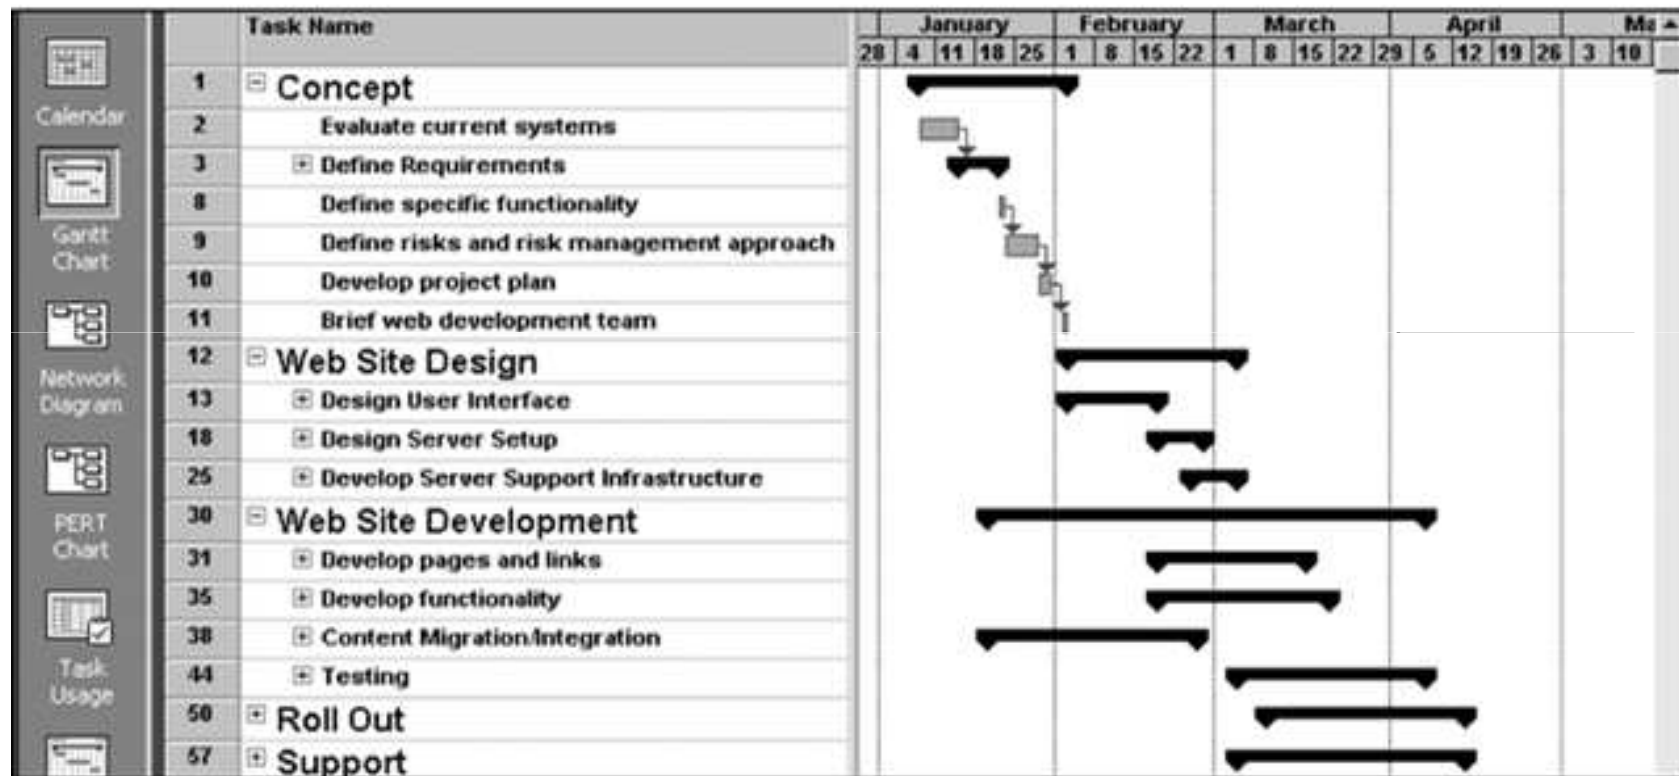 Task Name
January February March April Ma
28 4 11 18 25 1 8 15 22 1 8 15 22 29 5 12 19 26 3 10
1 Concept
2 Evaluate current systems
3 Define Requirements
8 Define specific functionality
9 Define risks and risk management approach
10 Develop project plan
11 Brief web development team
12 Web Site Design
13 Design User Interface
18 Design Server Setup
25 Develop Server Support Infrastructure
30 Web Site Development
31 Develop pages and links
35 Develop functionality
38 Content Migration/Integration
44 Testing
50 Roll Out
57 Support
Calendar
Gantt
Chart
Network
Diagram
PERT
Chart
Task
Usage